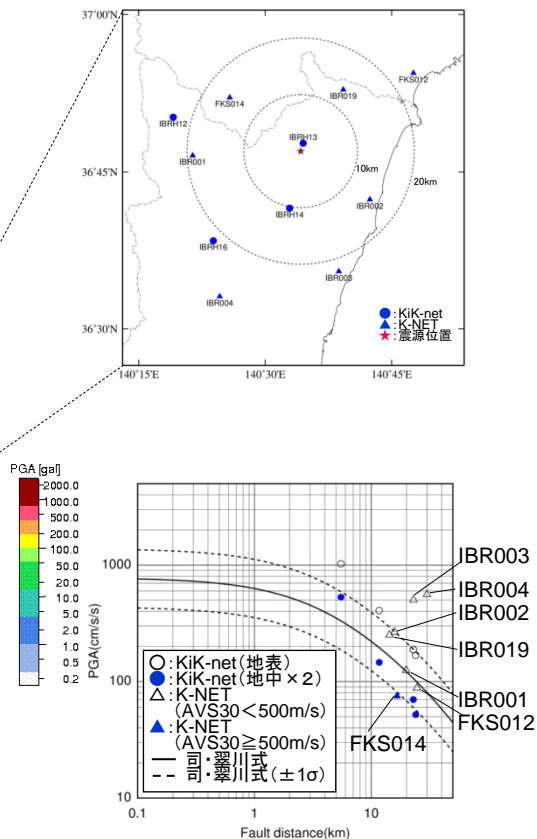 37°00'N
36°45'N
36°30'N
140°15'E
140°30'E
140°45'E
FKS012
IBR019
FKS014
IBRH12
IBRH13
IBR001
10km
20km
IBR002
IBRH14
IBRH16
IBR003
IBR004
:KiK-net
:K-NET
:震源位置
PGA [gal]
2000.0
1000.0
500.0
200.0
100.0
50.0
20.0
10.0
5.0
2.0
1.0
0.5
0.2
PGA(cm/s/s)
1000
100
10
0.1
1
10
Fault distance(km)
IBR003
IBR004
IBR002
IBR019
IBR001
FKS012
FKS014
:KiK-net(地表)
:KiK-net(地中×2)
:K-NET
(AVS30<500m/s)
:K-NET
(AVS30≧500m/s)
司・翠川式
司・翠川式(±1σ)